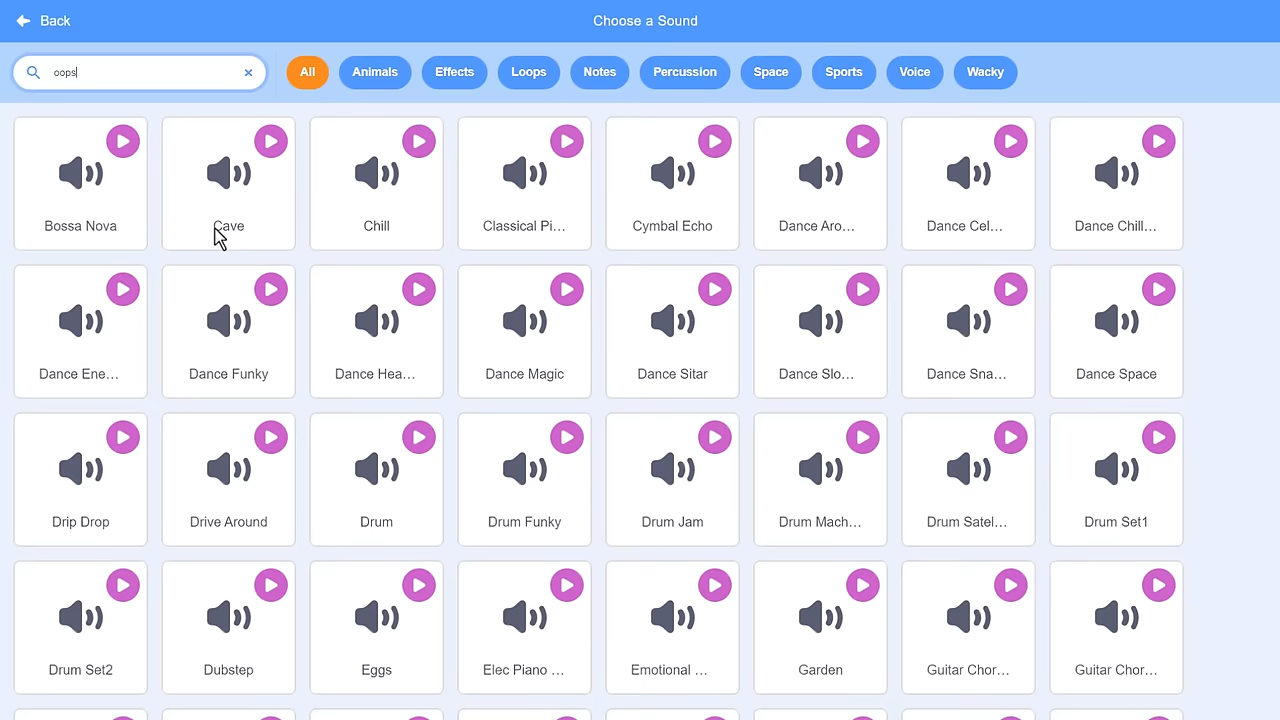 Back
Choose a Sound
oops
All Animals Effects Loops Notes Percussion Space Sports Voice Wacky
Bossa Nova Cave Chill Classical Pi... Cymbal Echo Dance Aro... Dance Cel... Dance Chill...
Dance Ene... Dance Funky Dance Hea... Dance Magic Dance Sitar Dance Slo... Dance Sna... Dance Space
Drip Drop Drive Around Drum Drum Funky Drum Jam Drum Mach... Drum Satel... Drum Set1
Drum Set2 Dubstep Eggs Elec Piano ... Emotional ... Garden Guitar Chor... Guitar Chor...